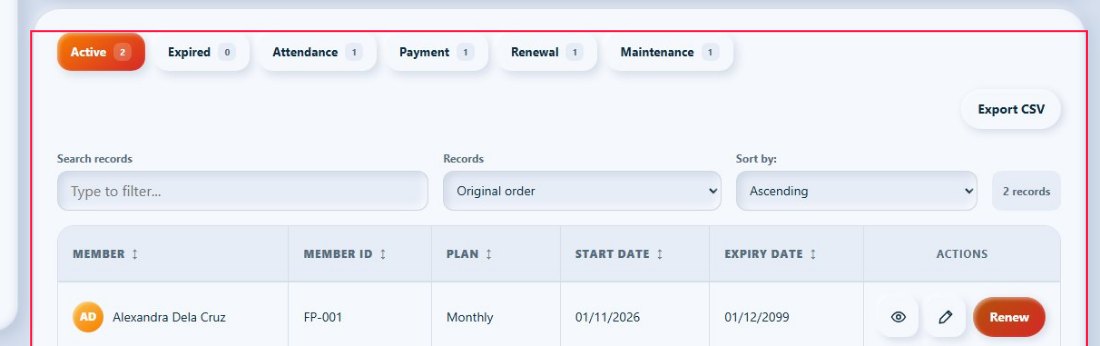 Active 2 Expired 0 Attendance 1 Payment 1 Renewal 1 Maintenance 1
Export CSV
Search records Records Sort by:
Type to filter... Original order Ascending 2 records
MEMBER ↕ MEMBER ID ↕ PLAN ↕ START DATE ↕ EXPIRY DATE ↕ ACTIONS
AD Alexandra Dela Cruz FP-001 Monthly 01/11/2026 01/12/2099 Renew